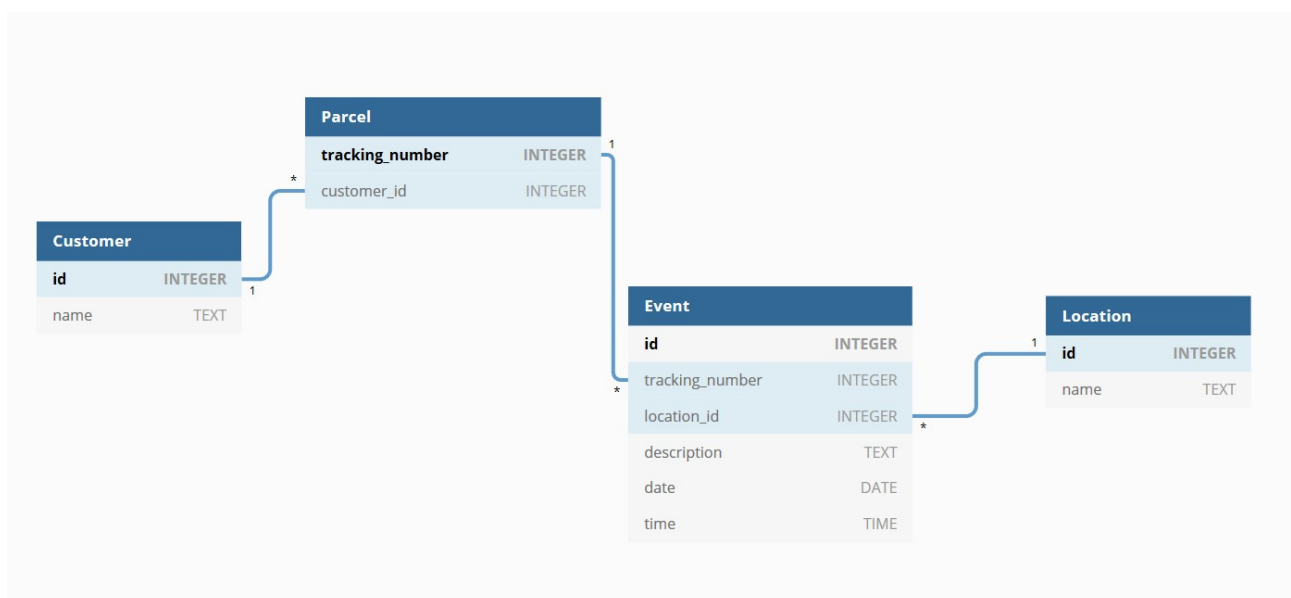 Parcel
tracking_number INTEGER
customer_id INTEGER
1
*
Customer
id INTEGER
name TEXT
1
Event
id INTEGER
tracking_number INTEGER
location_id INTEGER
description TEXT
date DATE
time TIME
*
*
Location
id INTEGER
name TEXT
1